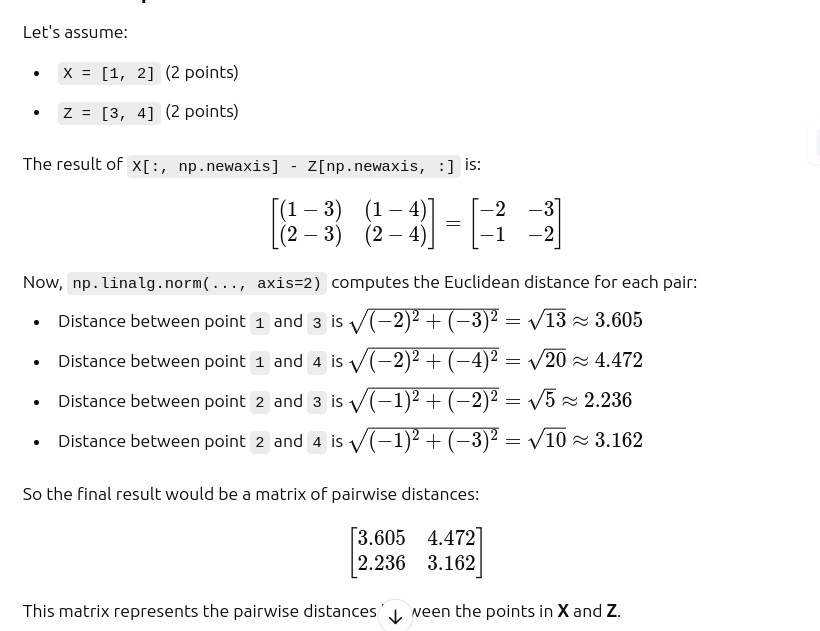 Let's assume:
• X = [1, 2] (2 points)
• Z = [3, 4] (2 points)
The result of X[:, np.newaxis] - Z[np.newaxis, :] is:
[(1 − 3) (1 − 4)] = [−2 −3]
[(2 − 3) (2 − 4)] [−1 −2]
Now, np.linalg.norm(..., axis=2) computes the Euclidean distance for each pair:
• Distance between point 1 and 3 is √((−2)² + (−3)²) = √13 ≈ 3.605
• Distance between point 1 and 4 is √((−2)² + (−4)²) = √20 ≈ 4.472
• Distance between point 2 and 3 is √((−1)² + (−2)²) = √5 ≈ 2.236
• Distance between point 2 and 4 is √((−1)² + (−3)²) = √10 ≈ 3.162
So the final result would be a matrix of pairwise distances:
[3.605 4.472]
[2.236 3.162]
This matrix represents the pairwise distances ween the points in X and Z.